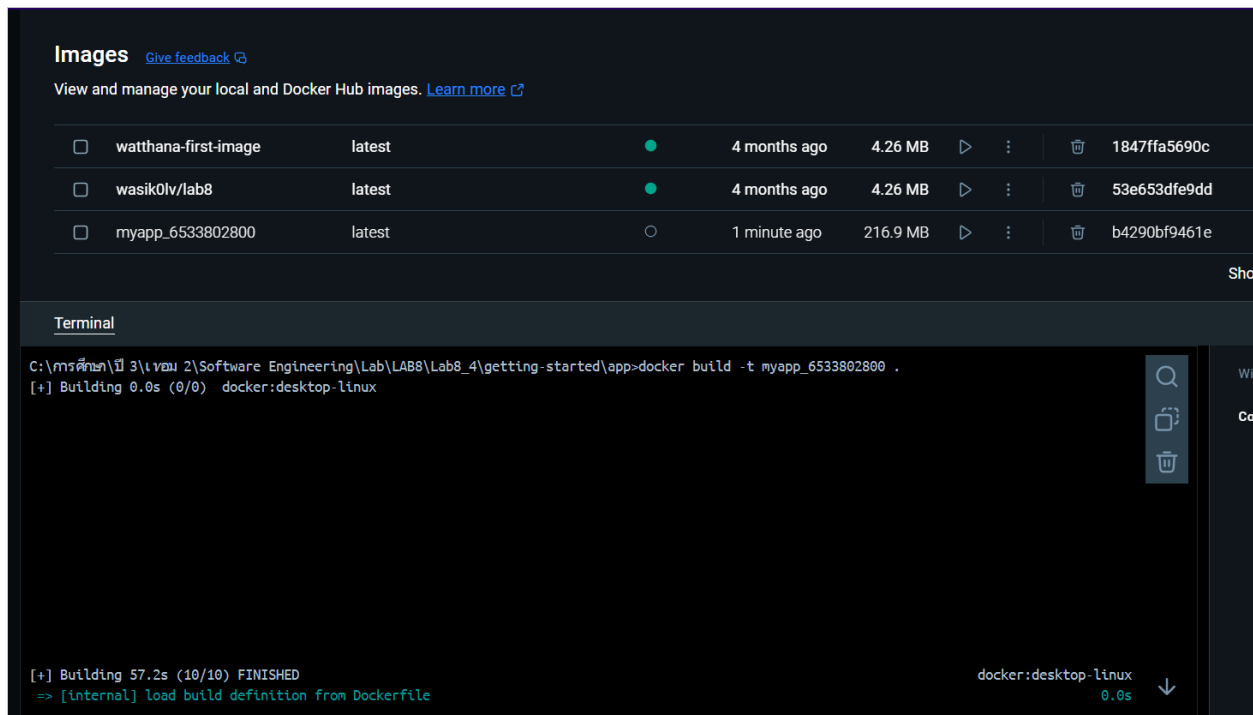 Images Give feedback
View and manage your local and Docker Hub images. Learn more
watthana-first-image latest 4 months ago 4.26 MB 1847ffa5690c
wasik0lv/lab8 latest 4 months ago 4.26 MB 53e653dfe9dd
myapp_6533802800 latest 1 minute ago 216.9 MB b4290bf9461e
Sho
Terminal
C:\การศึกษา\ปี 3\เทอม 2\Software Engineering\Lab\LAB8\Lab8_4\getting-started\app>docker build -t myapp_6533802800 .
[+] Building 0.0s (0/0) docker:desktop-linux
Wi
Co
[+] Building 57.2s (10/10) FINISHED docker:desktop-linux
=> [internal] load build definition from Dockerfile 0.0s